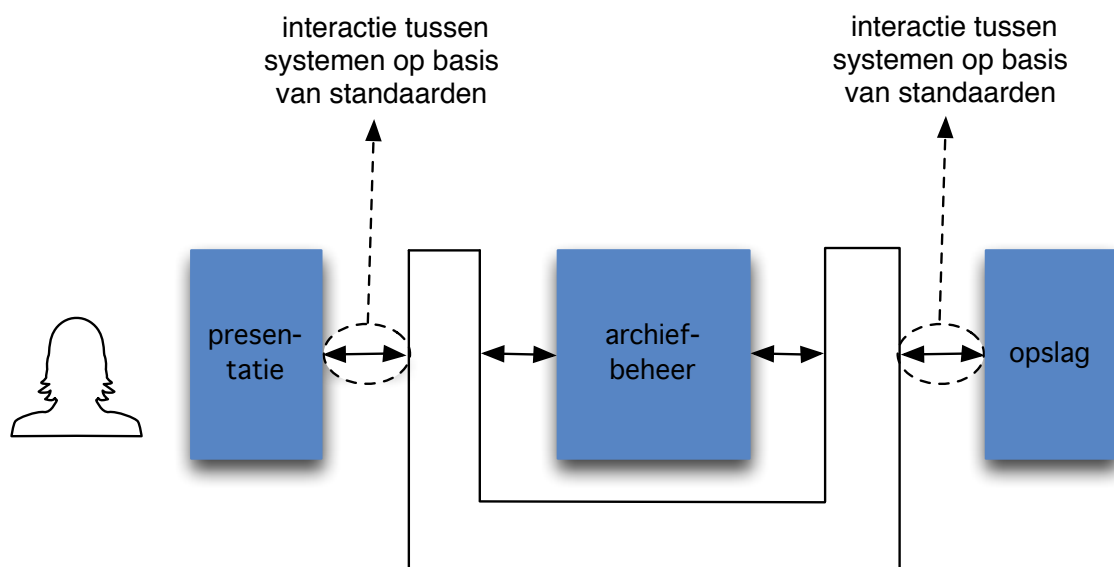 interactie tussen
systemen op basis
van standaarden
interactie tussen
systemen op basis
van standaarden
presen-
tatie
archief-
beheer
opslag